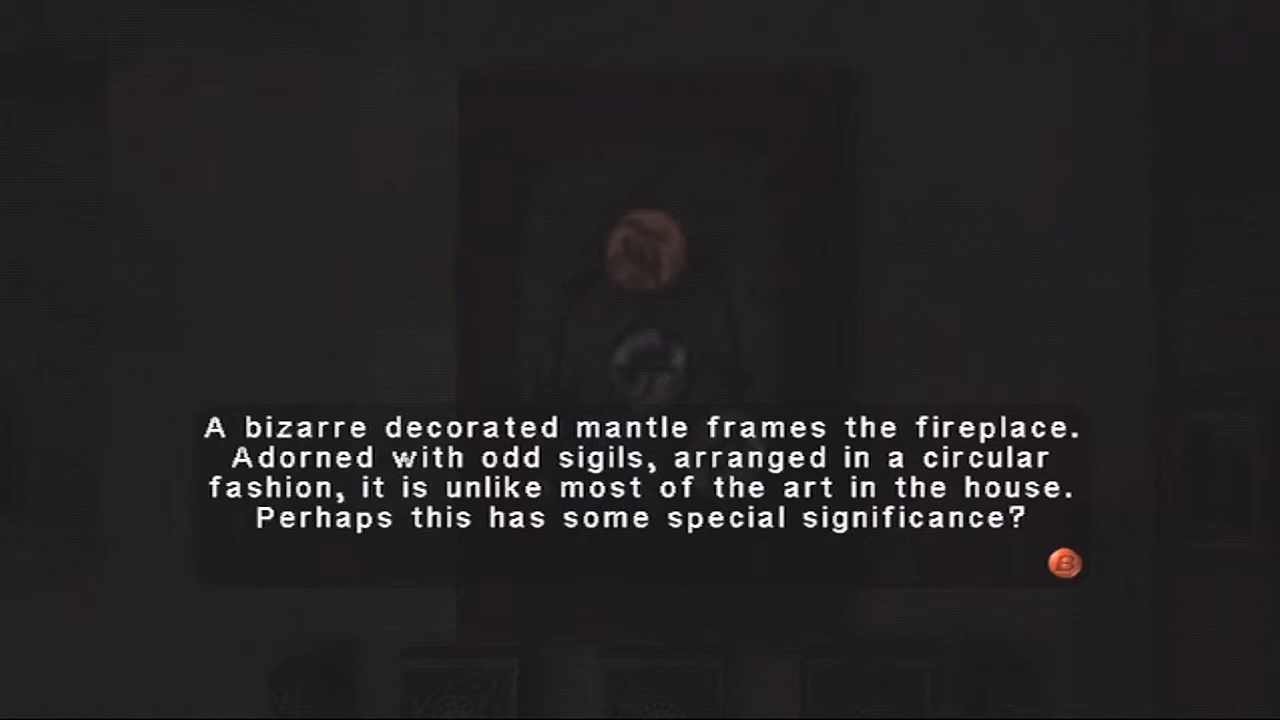 A bizarre decorated mantle frames the fireplace.
Adorned with odd sigils, arranged in a circular
fashion, it is unlike most of the art in the house.
Perhaps this has some special significance?
B